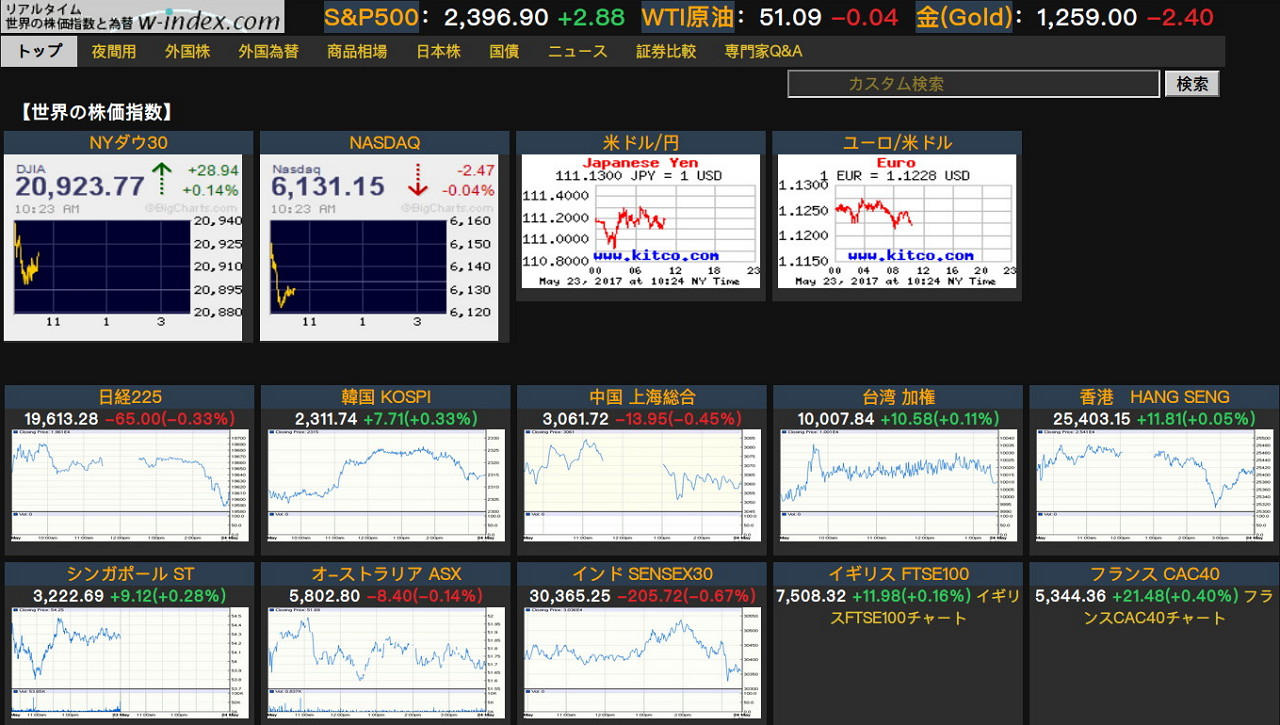 リアルタイム
世界の株価指数と為替 w-index.com
S&P500: 2,396.90 +2.88 WTI原油: 51.09 −0.04 金(Gold): 1,259.00 −2.40
トップ 夜間用 外国株 外国為替 商品相場 日本株 国債 ニュース 証券比較 専門家Q&A
カスタム検索 検索
【世界の株価指数】
NYダウ30
DJIA
20,923.77
+28.94
+0.14%
10:23 AM
@BigCharts.com
20,940
20,925
20,910
20,895
20,880
11 1 3
NASDAQ
Nasdaq
6,131.15
-2.47
-0.04%
10:23 AM
@BigCharts.com
6,160
6,150
6,140
6,130
6,120
11 1 3
米ドル/円
Japanese Yen
111.1300 JPY = 1 USD
111.4000
111.2000
111.0000
110.8000
www.kitco.com
00 06 12 18 23
May 23, 2017 at 10:24 NY Time
ユーロ/米ドル
Euro
1 EUR = 1.1228 USD
1.1300
1.1250
1.1200
1.1150
www.kitco.com
00 04 08 12 16 20 23
May 23, 2017 at 10:24 NY Time
日経225
19,613.28 −65.00(−0.33%)
韓国 KOSPI
2,311.74 +7.71(+0.33%)
中国 上海総合
3,061.72 −13.95(−0.45%)
台湾 加権
10,007.84 +10.58(+0.11%)
香港 HANG SENG
25,403.15 +11.81(+0.05%)
シンガポール ST
3,222.69 +9.12(+0.28%)
オーストラリア ASX
5,802.80 −8.40(−0.14%)
インド SENSEX30
30,365.25 −205.72(−0.67%)
イギリス FTSE100
7,508.32 +11.98(+0.16%) イギリ
スFTSE100チャート
フランス CAC40
5,344.36 +21.48(+0.40%) フラ
ンスCAC40チャート